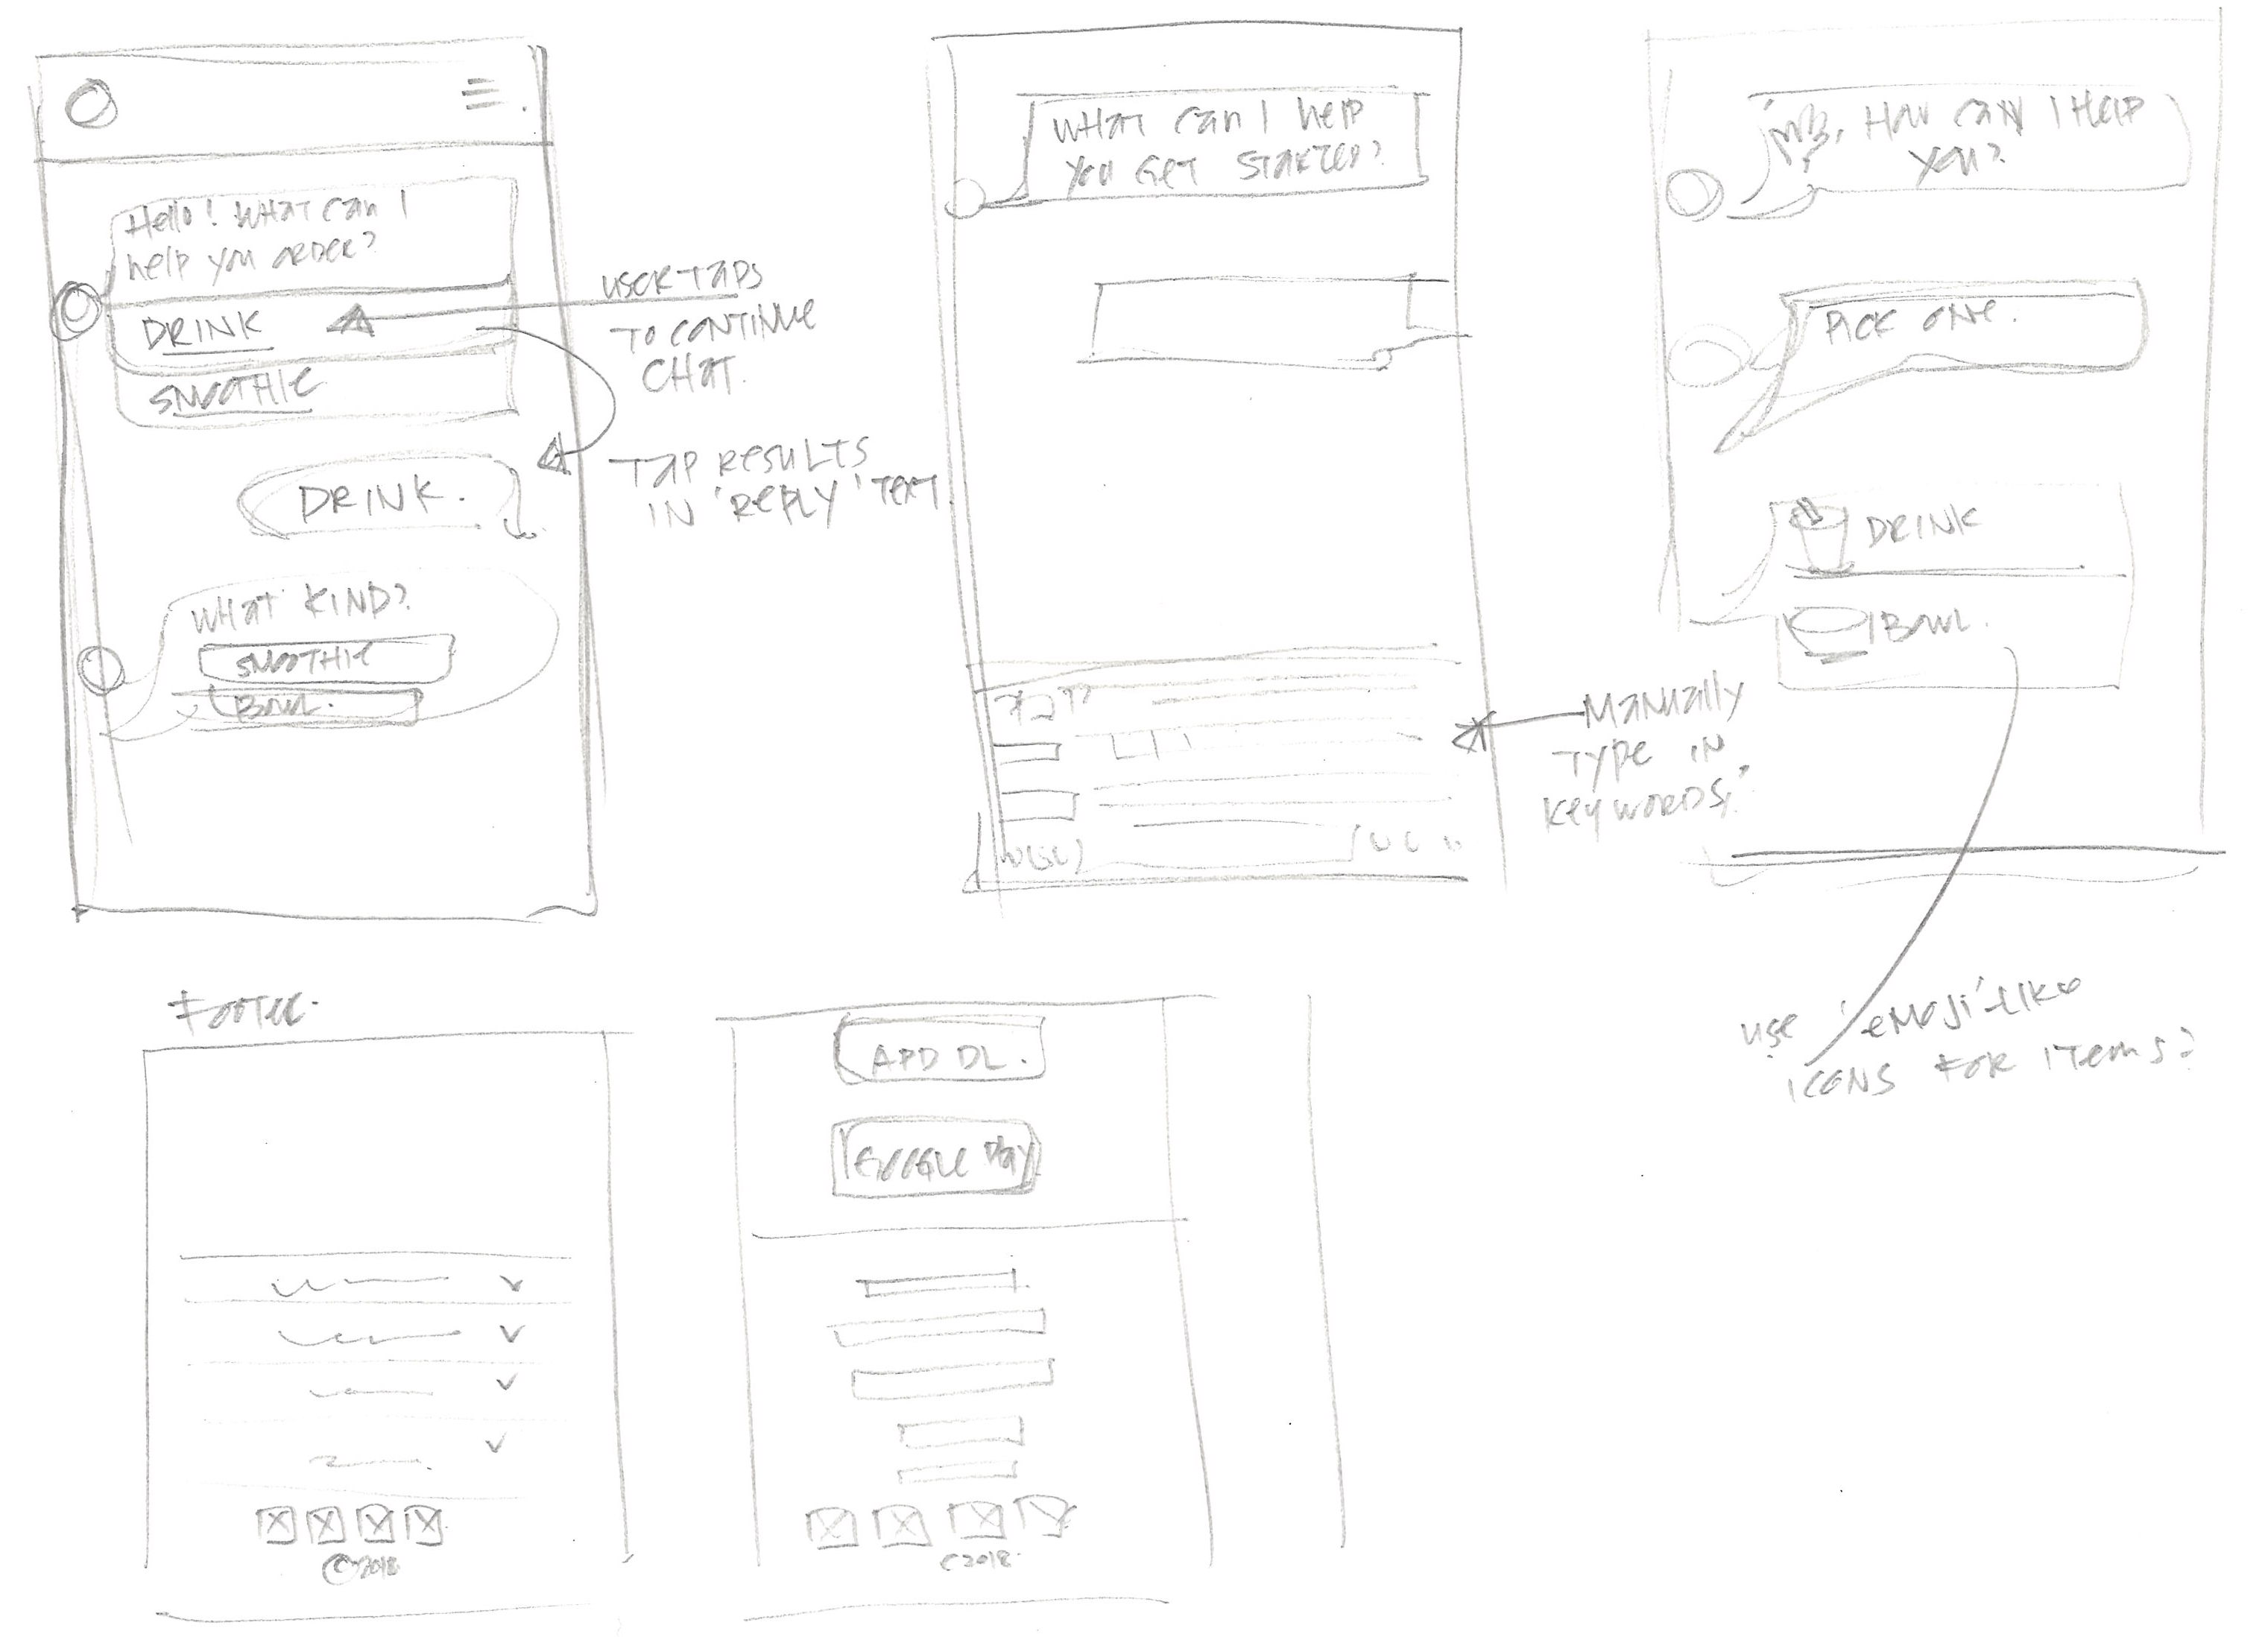 Hello! What can I
help you order?
DRINK
SMOOTHIE
USER TAPS
TO CONTINUE
CHAT.
TAP RESULTS
IN 'REPLY' TEXT
DRINK.
WHAT KIND?
SMOOTHIE
BOWL.
WHAT CAN I HELP
YOU GET STARTED?
MANUALLY
TYPE IN
KEYWORDS?
HOW CAN I HELP
YOU?
PICK ONE.
DRINK
BOWL.
USE 'EMOJI' LIKE
ICONS FOR ITEMS?
FOOTER.
©2018
APP DL.
GOOGLE PLAY
©2018